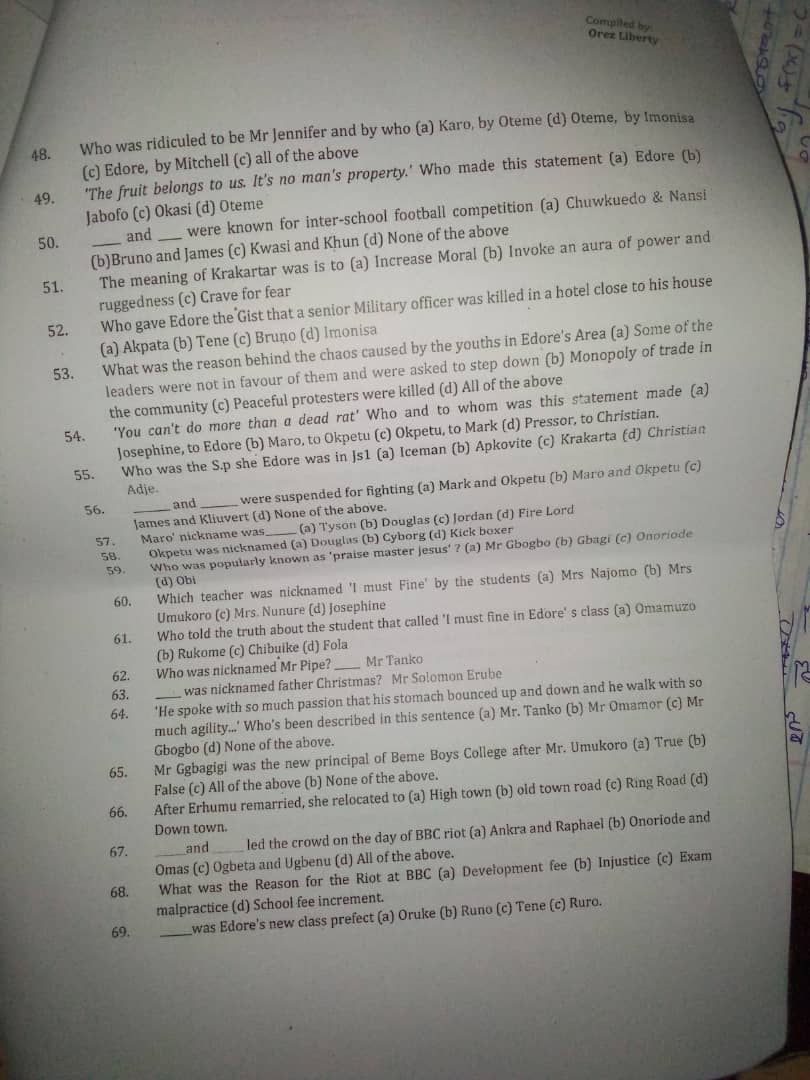 Compiled by:
Orez Liberty
48. Who was ridiculed to be Mr Jennifer and by who (a) Karo, by Oteme (d) Oteme, by Imonisa
(c) Edore, by Mitchell (c) all of the above
49. 'The fruit belongs to us. It's no man's property.' Who made this statement (a) Edore (b)
Jabofo (c) Okasi (d) Oteme
50. ___ and ___ were known for inter-school football competition (a) Chuwkuedo & Nansi
(b)Bruno and James (c) Kwasi and Khun (d) None of the above
51. The meaning of Krakartar was is to (a) Increase Moral (b) Invoke an aura of power and
ruggedness (c) Crave for fear
52. Who gave Edore the Gist that a senior Military officer was killed in a hotel close to his house
(a) Akpata (b) Tene (c) Bruno (d) Imonisa
53. What was the reason behind the chaos caused by the youths in Edore's Area (a) Some of the
leaders were not in favour of them and were asked to step down (b) Monopoly of trade in
the community (c) Peaceful protesters were killed (d) All of the above
54. 'You can't do more than a dead rat' Who and to whom was this statement made (a)
Josephine, to Edore (b) Maro, to Okpetu (c) Okpetu, to Mark (d) Pressor, to Christian.
55. Who was the S.p she Edore was in Js1 (a) Iceman (b) Apkovite (c) Krakarta (d) Christian
Adje.
56. ___ and ___ were suspended for fighting (a) Mark and Okpetu (b) Maro and Okpetu (c)
James and Kliuvert (d) None of the above.
57. Maro' nickname was___ (a) Tyson (b) Douglas (c) Jordan (d) Fire Lord
58. Okpetu was nicknamed (a) Douglas (b) Cyborg (d) Kick boxer
59. Who was popularly known as 'praise master jesus' ? (a) Mr Gbogbo (b) Gbagi (c) Onoriode
(d) Obi
60. Which teacher was nicknamed 'I must Fine' by the students (a) Mrs Najomo (b) Mrs
Umukoro (c) Mrs. Nunure (d) Josephine
61. Who told the truth about the student that called 'I must fine in Edore' s class (a) Omamuzo
(b) Rukome (c) Chibuike (d) Fola
62. Who was nicknamed Mr Pipe? ___ Mr Tanko
63. ___ was nicknamed father Christmas? Mr Solomon Erube
64. 'He spoke with so much passion that his stomach bounced up and down and he walk with so
much agility...' Who's been described in this sentence (a) Mr. Tanko (b) Mr Omamor (c) Mr
Gbogbo (d) None of the above.
65. Mr Ggbagigi was the new principal of Beme Boys College after Mr. Umukoro (a) True (b)
False (c) All of the above (b) None of the above.
66. After Erhumu remarried, she relocated to (a) High town (b) old town road (c) Ring Road (d)
Down town.
67. ___and ___ led the crowd on the day of BBC riot (a) Ankra and Raphael (b) Onoriode and
Omas (c) Ogbeta and Ugbenu (d) All of the above.
68. What was the Reason for the Riot at BBC (a) Development fee (b) Injustice (c) Exam
malpractice (d) School fee increment.
69. ___was Edore's new class prefect (a) Oruke (b) Runo (c) Tene (c) Ruro.